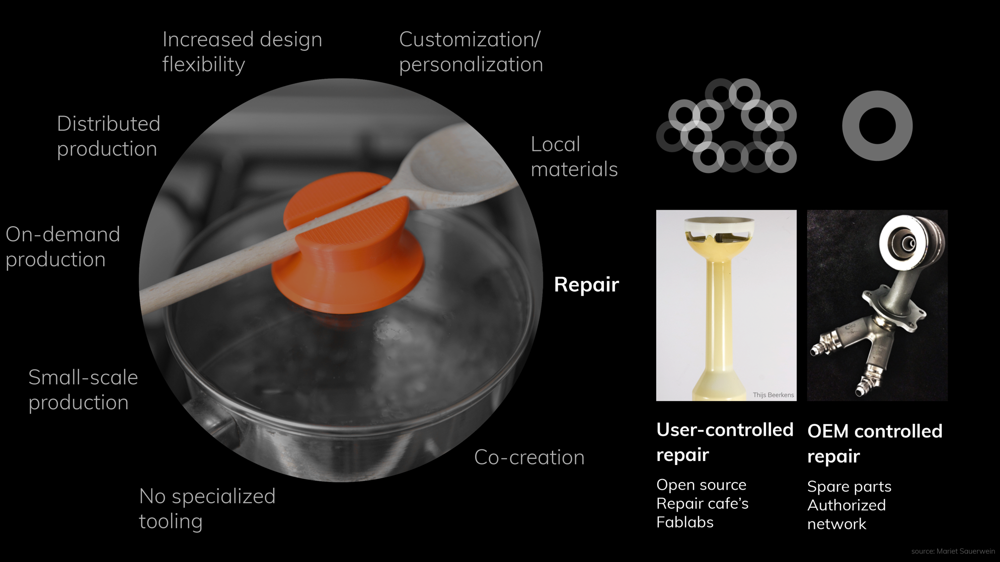 Increased design
flexibility
Customization/
personalization
Distributed
production
Local
materials
On-demand
production
Repair
Small-scale
production
Co-creation
No specialized
tooling
Thijs Beerkens
User-controlled
repair
Open source
Repair cafe’s
Fablabs
OEM controlled
repair
Spare parts
Authorized
network
source: Mariet Sauerwein